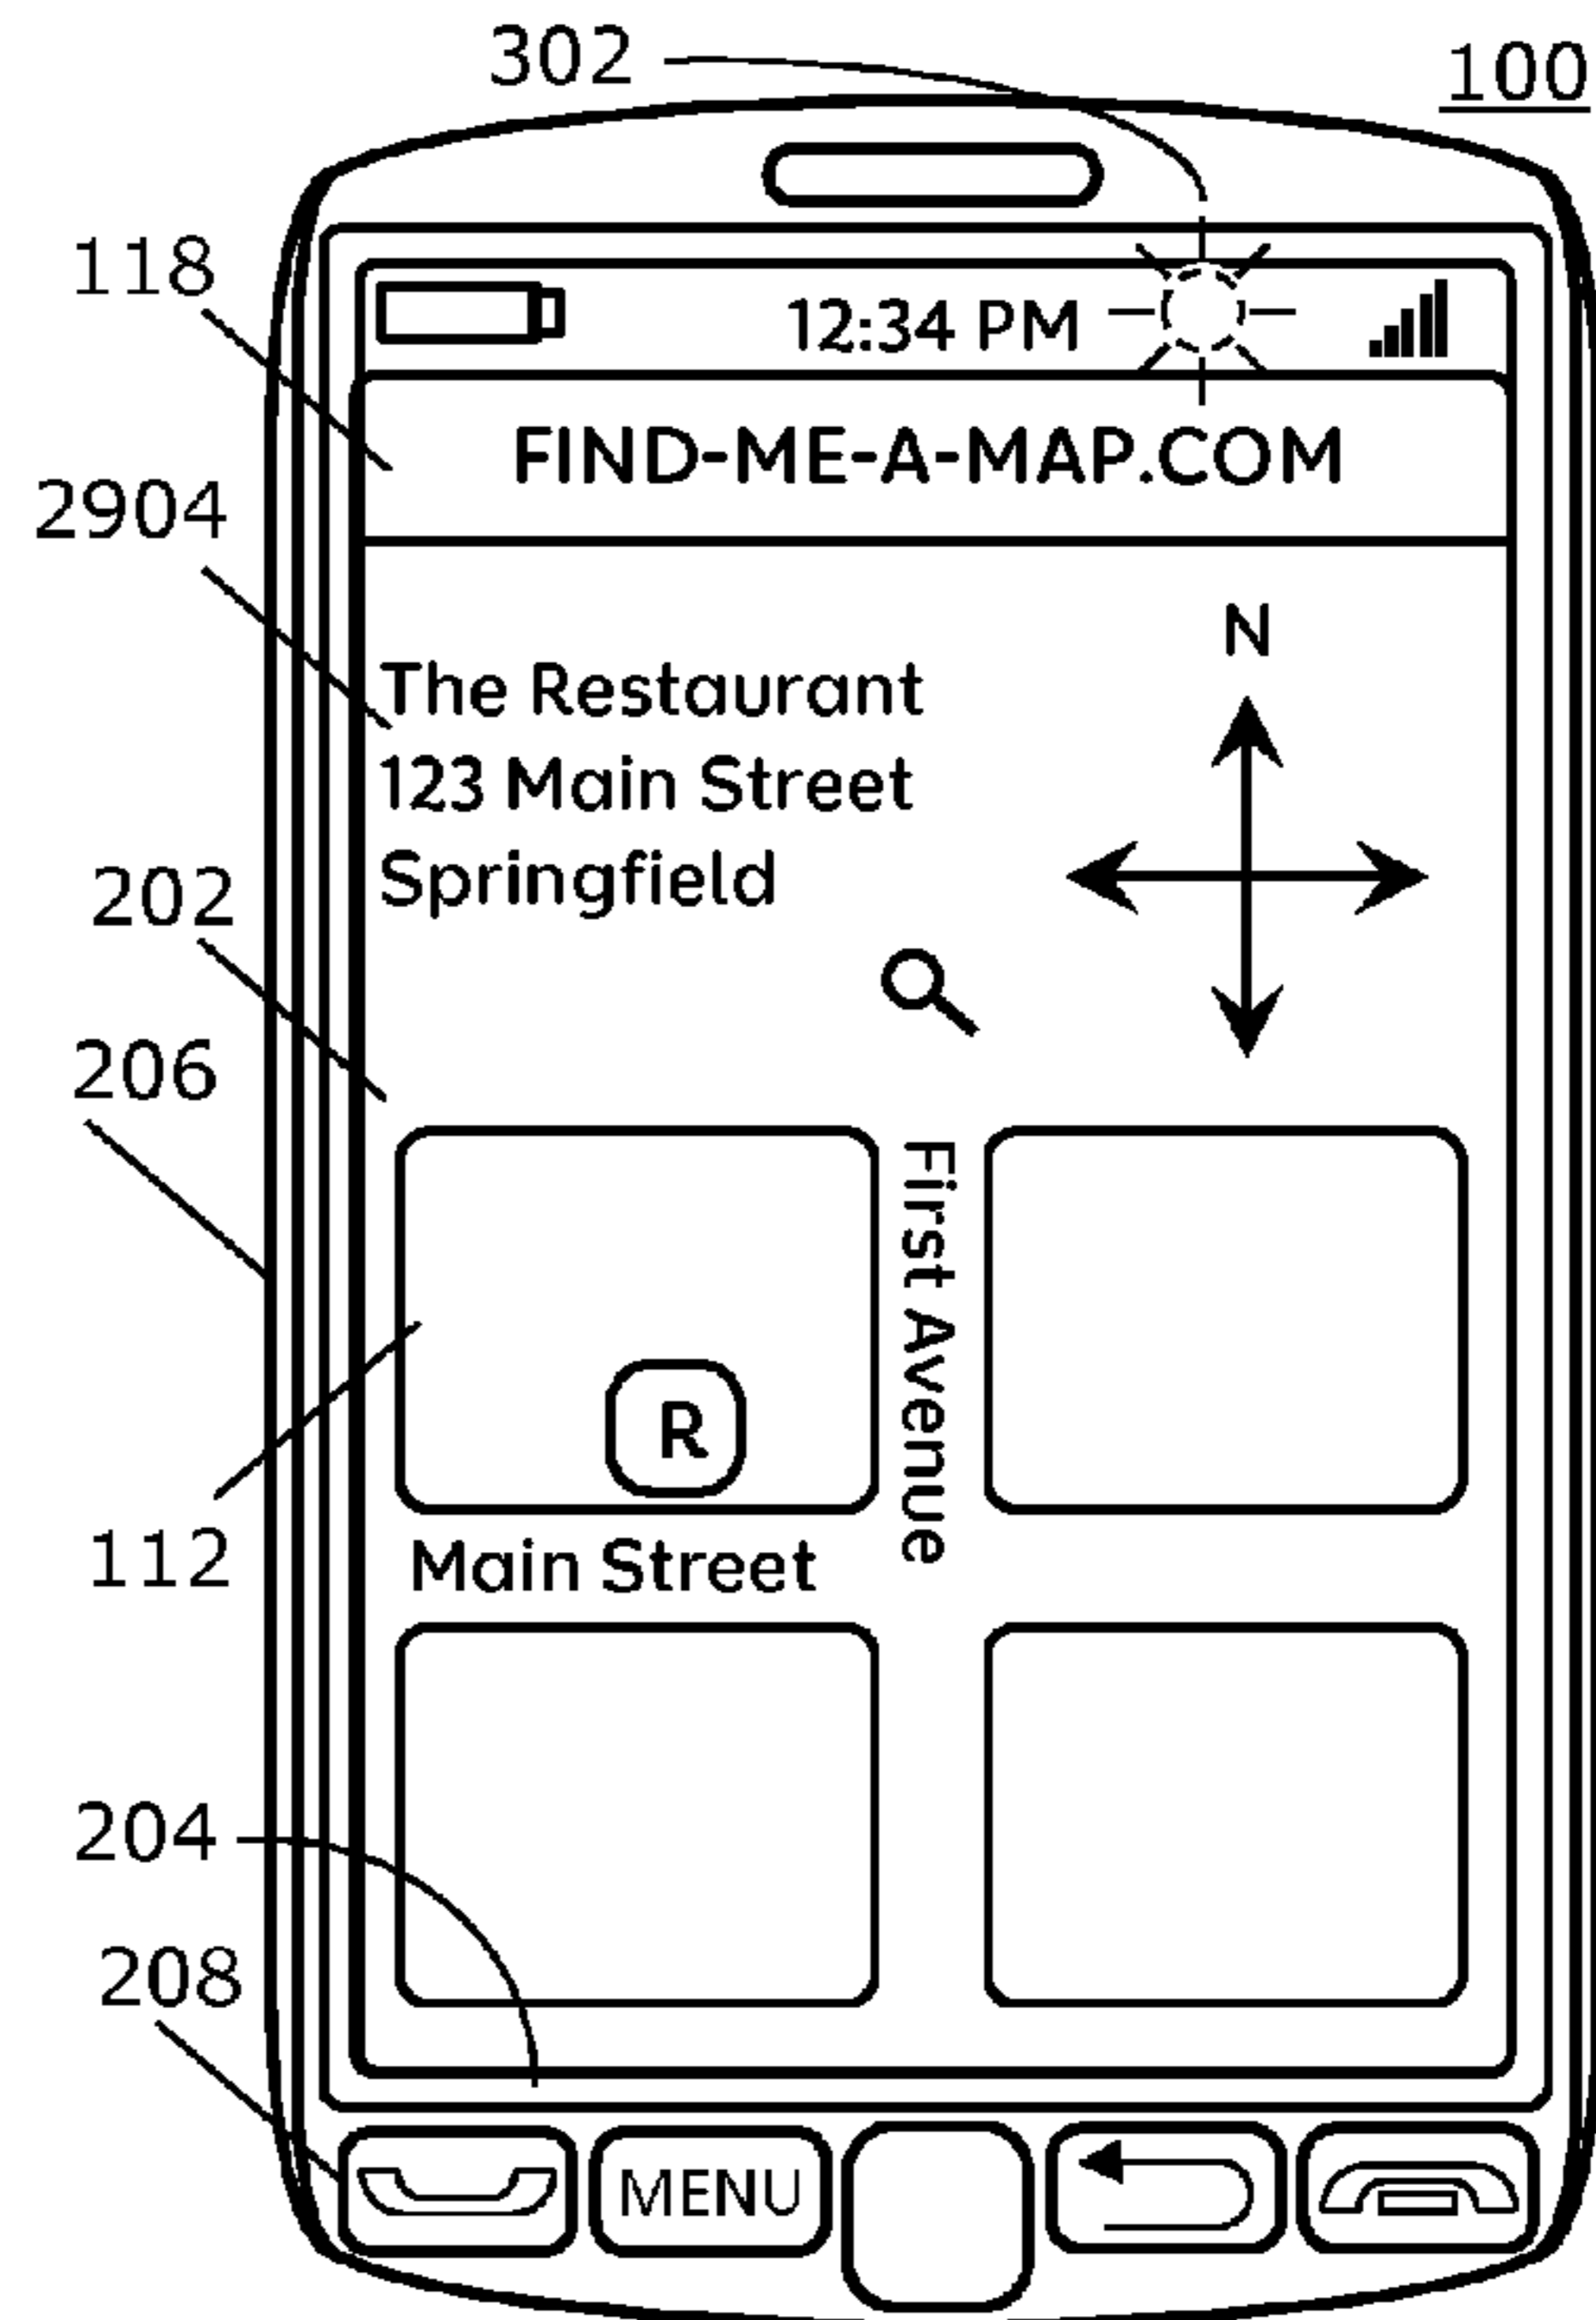 302
100
118
12:34 PM
FIND-ME-A-MAP.COM
2904
N
The Restaurant
123 Main Street
Springfield
202
206
First Avenue
R
112
Main Street
204
208
MENU